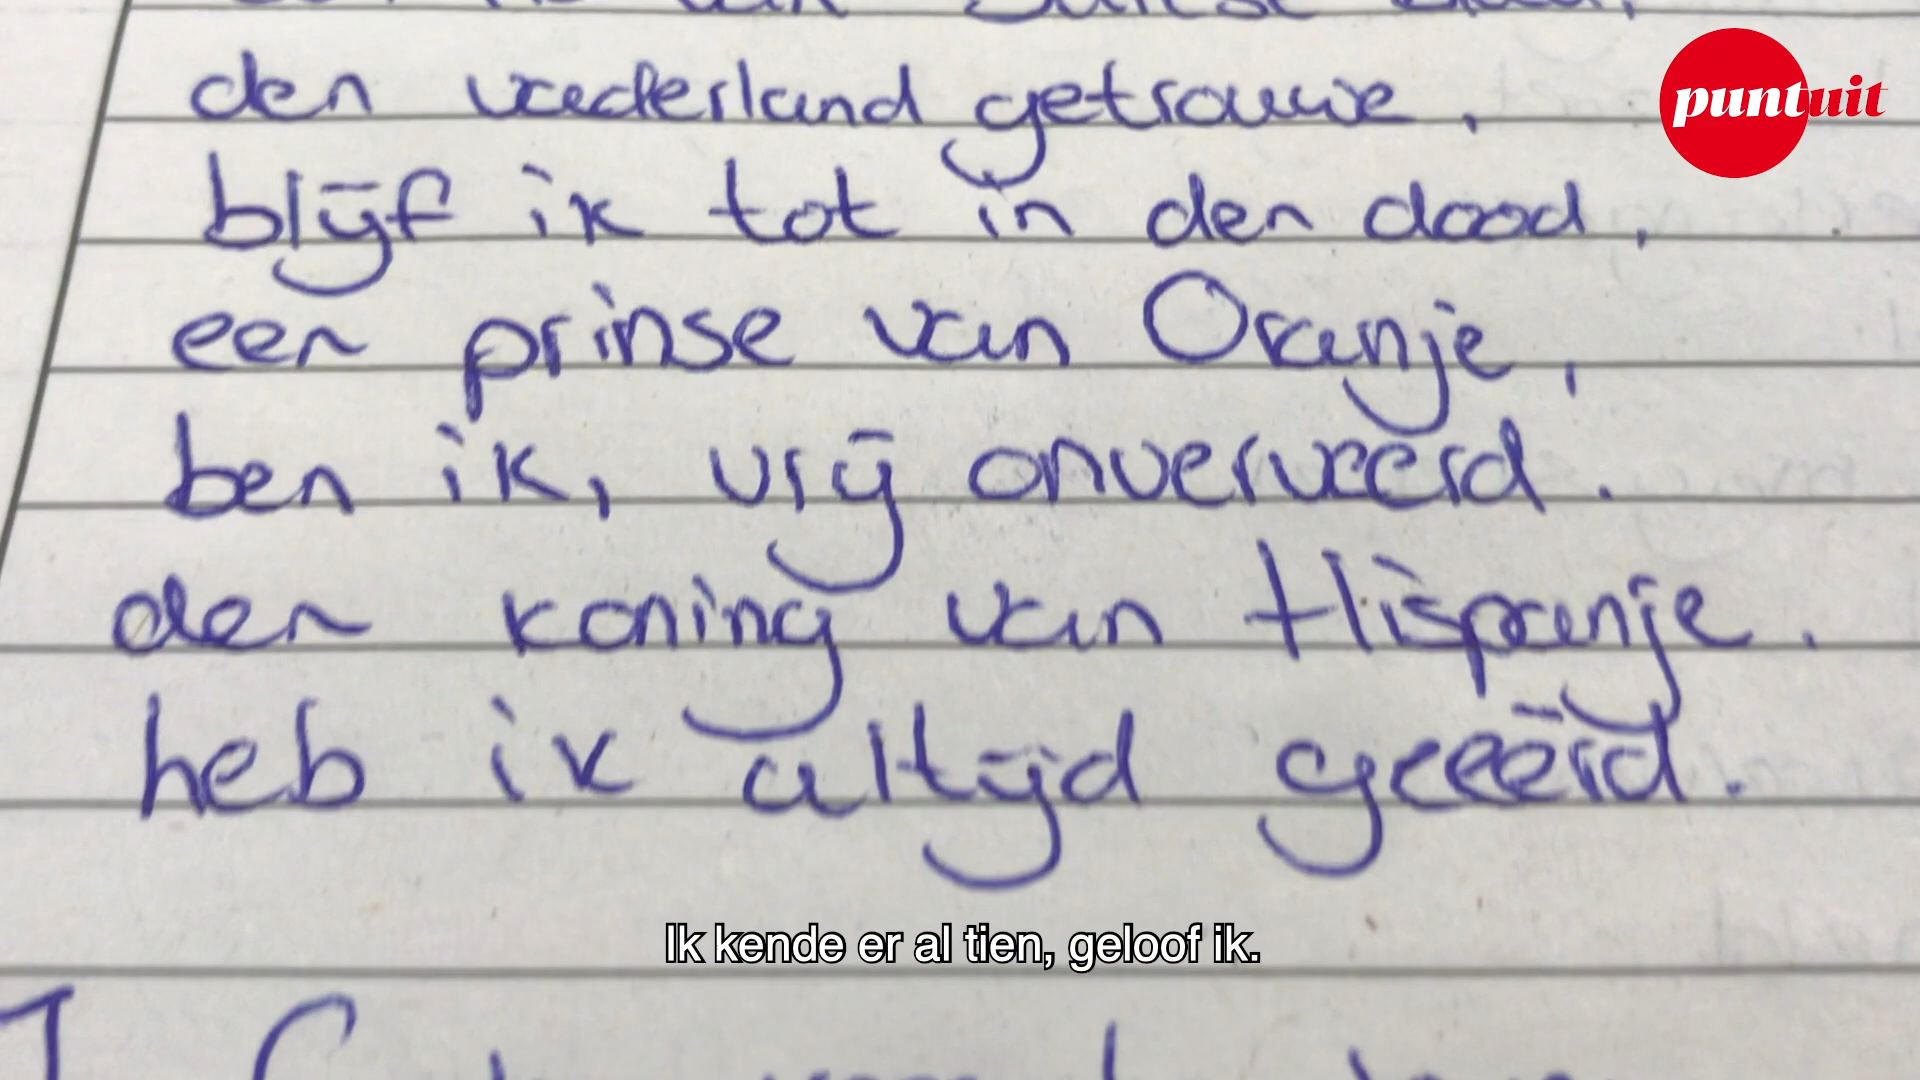 den vaderland getrouwe,
blijf ik tot in den dood,
een prinse van Oranje,
ben ik, vrij onverveerd.
den koning van Hispanje.
heb ik altijd geëerd.
puntuit
Ik kende er al tien, geloof ik.